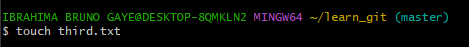 IBRAHIMA BRUNO GAYE@DESKTOP-8QMKLN2 MINGW64 ~/learn_git (master)
$ touch third.txt